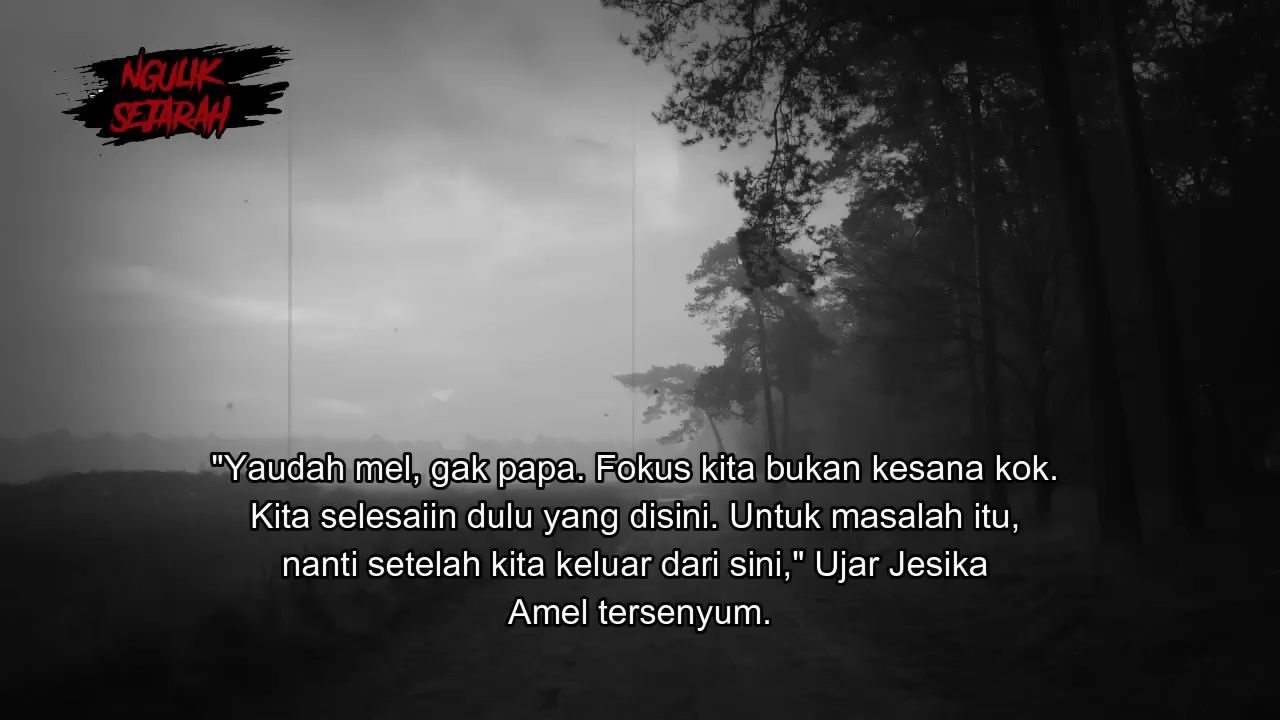 NGULIK
SEJARAH
"Yaudah mel, gak papa. Fokus kita bukan kesana kok.
Kita selesaiin dulu yang disini. Untuk masalah itu,
nanti setelah kita keluar dari sini," Ujar Jesika
Amel tersenyum.